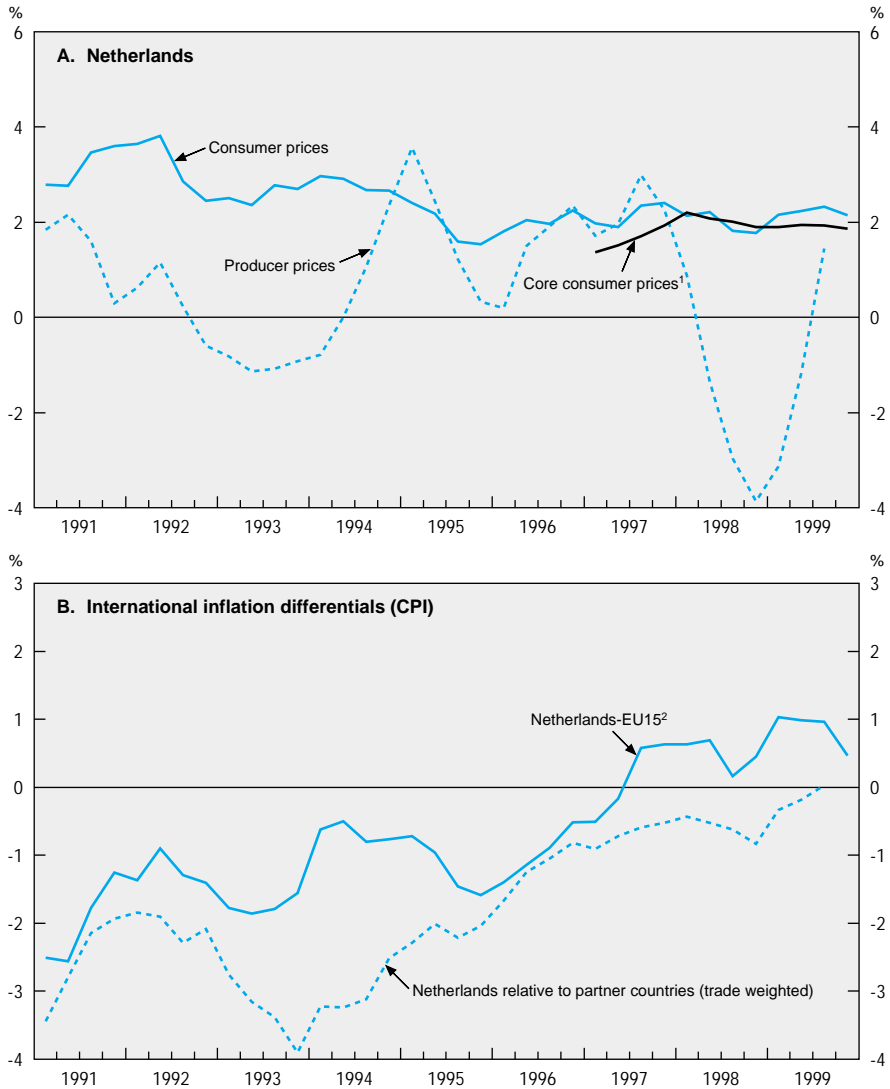 % %
A. Netherlands
6 6
4 4
2 2
0 0
-2 -2
-4 -4
Consumer prices
Producer prices
Core consumer prices¹
1991 1992 1993 1994 1995 1996 1997 1998 1999
% %
B. International inflation differentials (CPI)
3 3
2 2
1 1
0 0
-1 -1
-2 -2
-3 -3
-4 -4
Netherlands-EU15²
Netherlands relative to partner countries (trade weighted)
1991 1992 1993 1994 1995 1996 1997 1998 1999